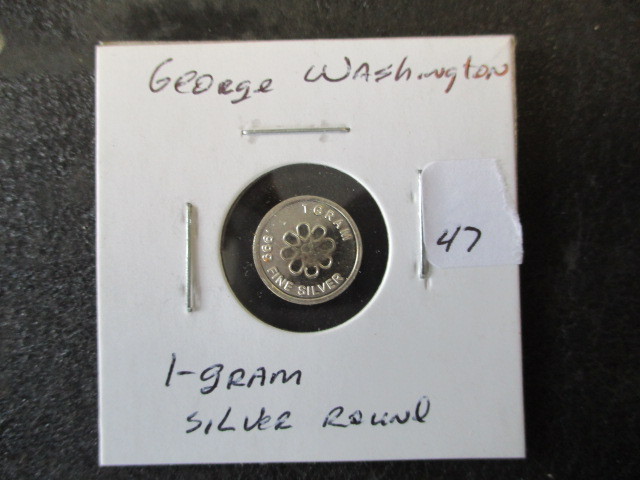 George Washington
1 GRAM
.999
FINE SILVER
47
1-gram
Silver Round